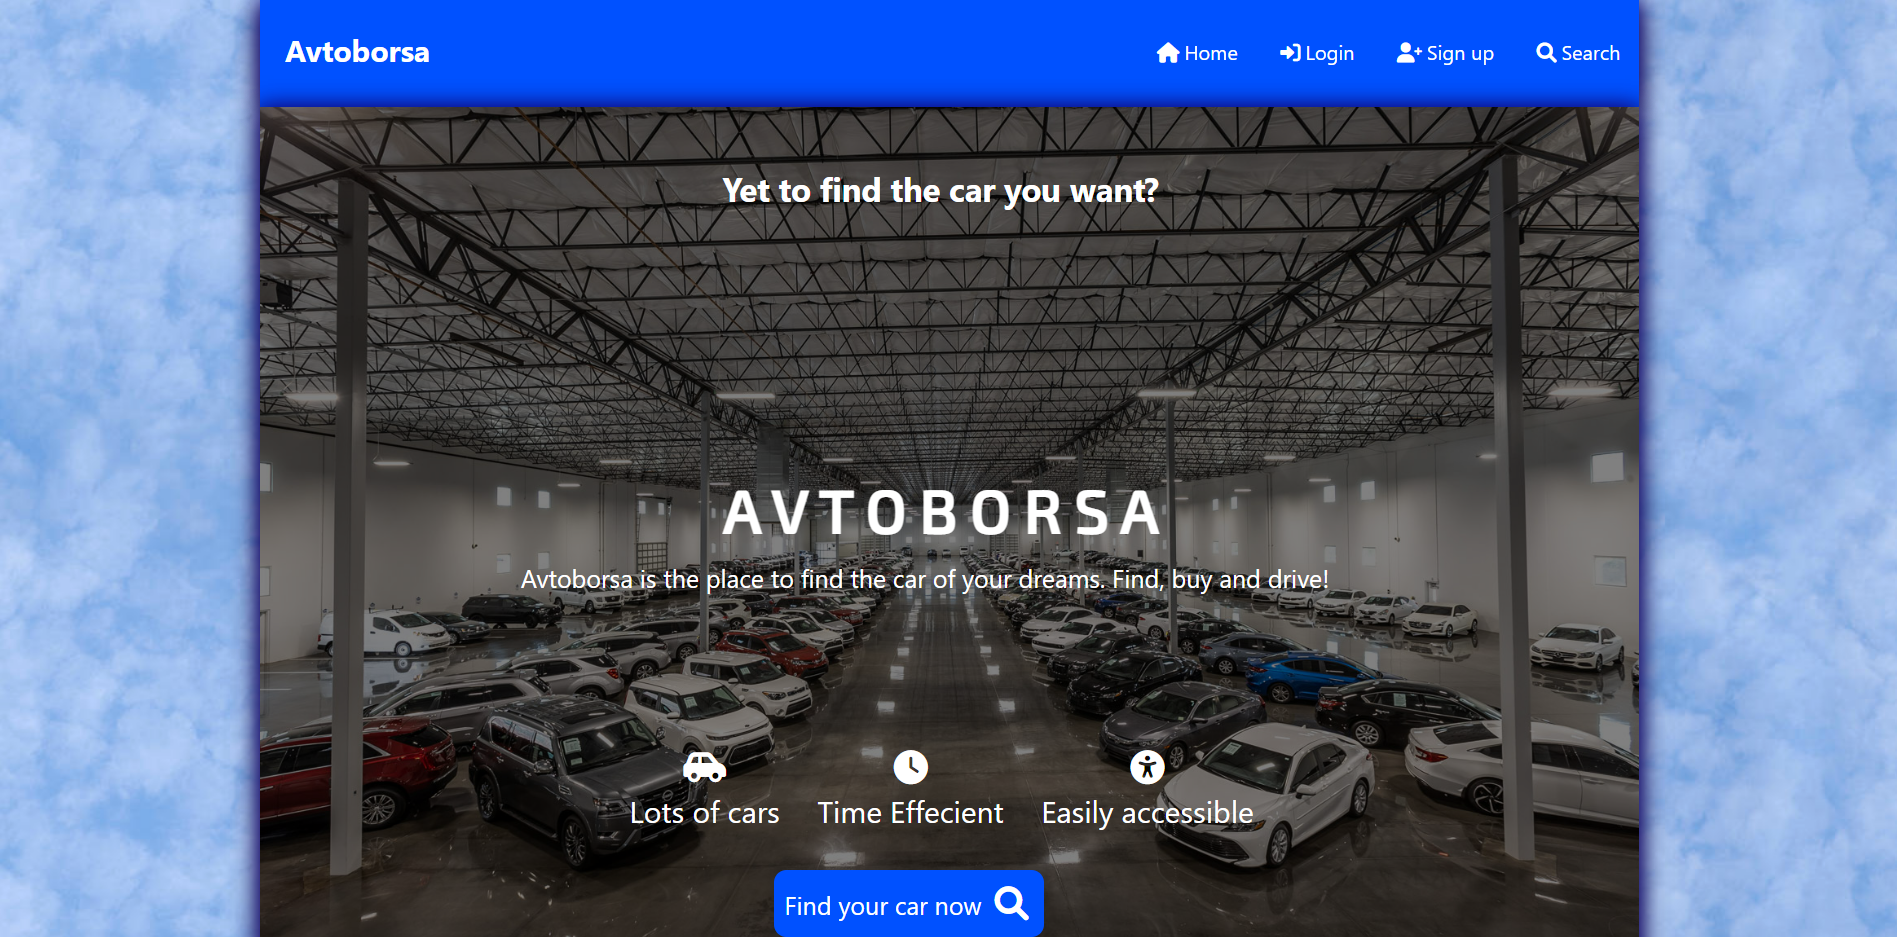 Avtoborsa
Home Login Sign up Search
Yet to find the car you want?
AVTOBORSA
Avtoborsa is the place to find the car of your dreams. Find, buy and drive!
Lots of cars Time Effecient Easily accessible
Find your car now